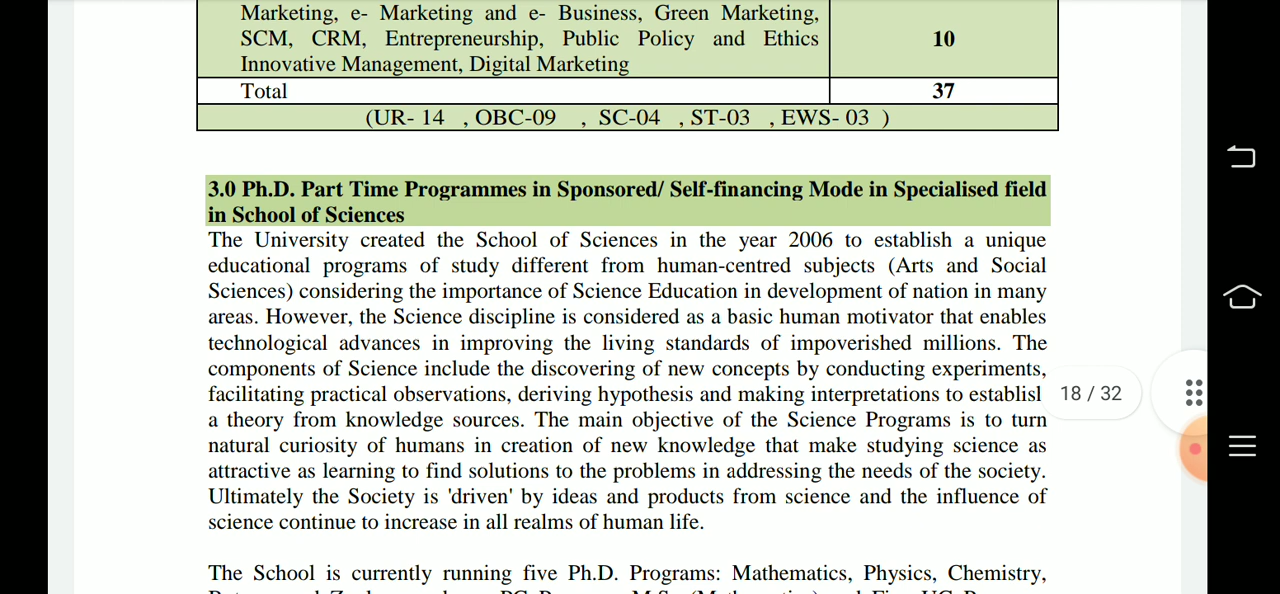 Marketing, e- Marketing and e- Business, Green Marketing,
SCM, CRM, Entrepreneurship, Public Policy and Ethics
Innovative Management, Digital Marketing
10
Total
37
(UR- 14 , OBC-09 , SC-04 , ST-03 , EWS- 03 )
3.0 Ph.D. Part Time Programmes in Sponsored/ Self-financing Mode in Specialised field
in School of Sciences
The University created the School of Sciences in the year 2006 to establish a unique
educational programs of study different from human-centred subjects (Arts and Social
Sciences) considering the importance of Science Education in development of nation in many
areas. However, the Science discipline is considered as a basic human motivator that enables
technological advances in improving the living standards of impoverished millions. The
components of Science include the discovering of new concepts by conducting experiments,
facilitating practical observations, deriving hypothesis and making interpretations to establisl
18 / 32
a theory from knowledge sources. The main objective of the Science Programs is to turn
natural curiosity of humans in creation of new knowledge that make studying science as
attractive as learning to find solutions to the problems in addressing the needs of the society.
Ultimately the Society is 'driven' by ideas and products from science and the influence of
science continue to increase in all realms of human life.
The School is currently running five Ph.D. Programs: Mathematics, Physics, Chemistry,